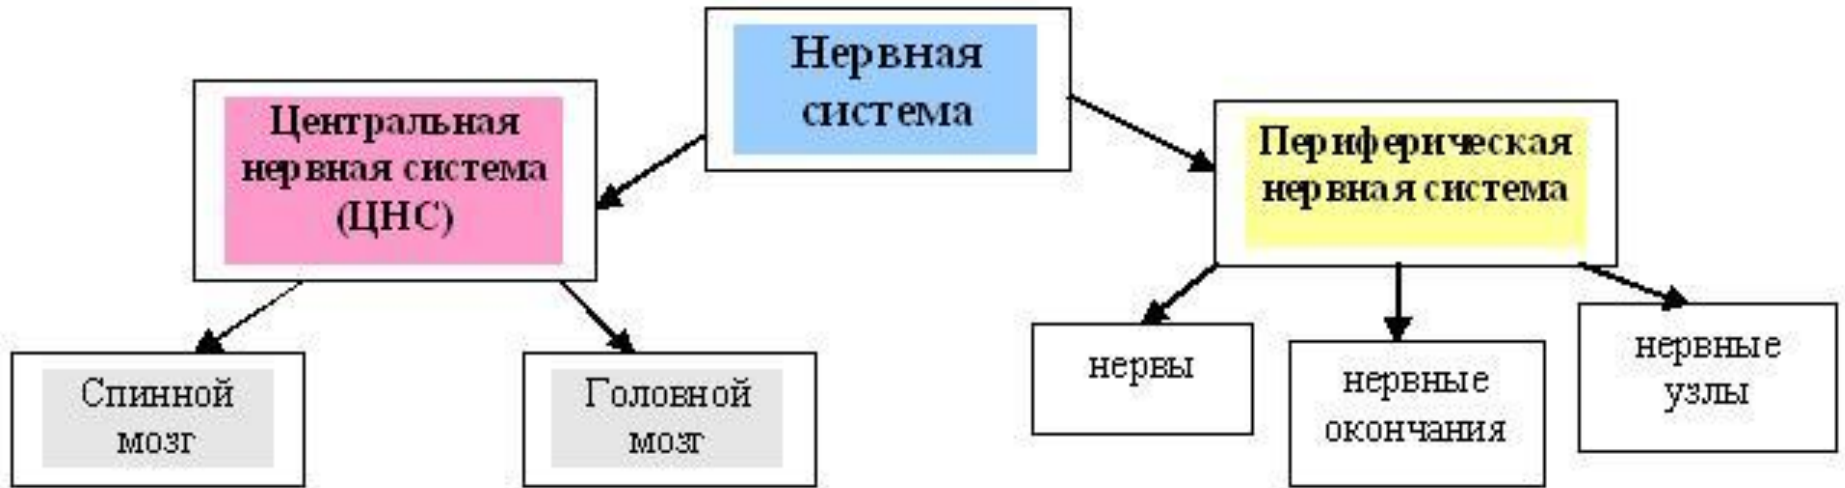 Нервная
система
Центральная
нервная система
(ЦНС)
Периферическая
нервная система
Спинной
мозг
Головной
мозг
нервы
нервные
окончания
нервные
узлы